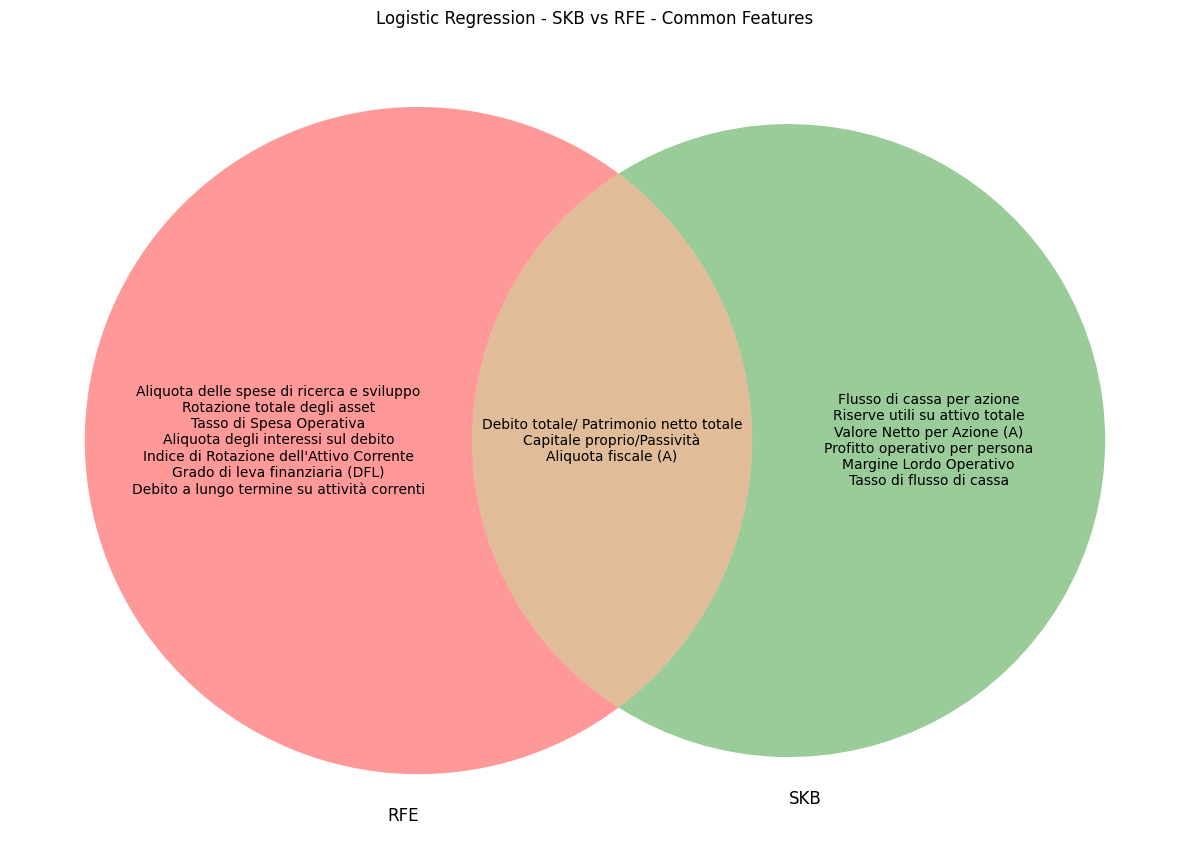 Logistic Regression - SKB vs RFE - Common Features
Aliquota delle spese di ricerca e sviluppo
Rotazione totale degli asset
Tasso di Spesa Operativa
Aliquota degli interessi sul debito
Indice di Rotazione dell'Attivo Corrente
Grado di leva finanziaria (DFL)
Debito a lungo termine su attività correnti
Debito totale/ Patrimonio netto totale
Capitale proprio/Passività
Aliquota fiscale (A)
Flusso di cassa per azione
Riserve utili su attivo totale
Valore Netto per Azione (A)
Profitto operativo per persona
Margine Lordo Operativo
Tasso di flusso di cassa
RFE
SKB